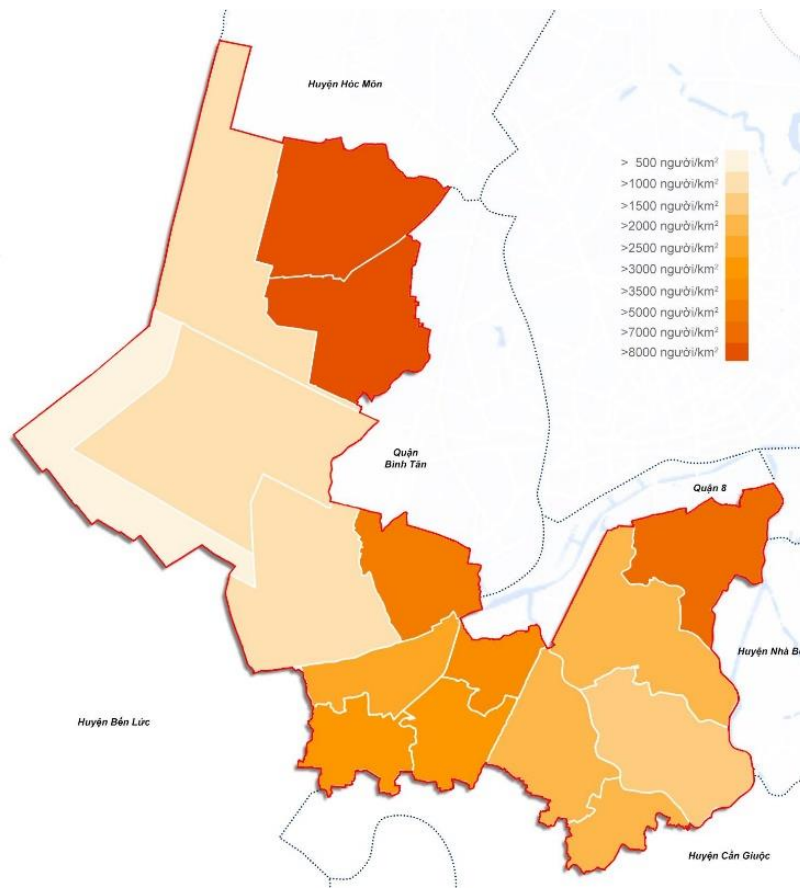 Huyện Hóc Môn
> 500 người/km²
>1000 người/km²
>1500 người/km²
>2000 người/km²
>2500 người/km²
>3000 người/km²
>3500 người/km²
>5000 người/km²
>7000 người/km²
>8000 người/km²
Quận
Bình Tân
Quận 8
Huyện Nhà B
Huyện Bến Lức
Huyện Cần Giuộc